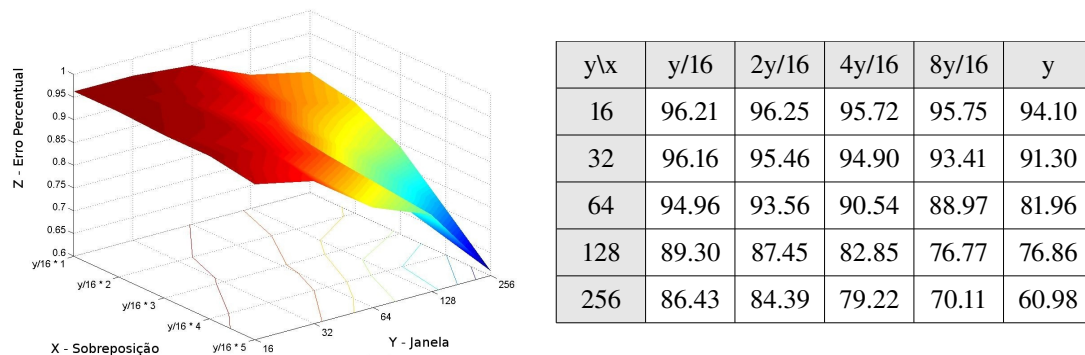 1
0.95
0.9
0.85
0.8
0.75
0.7
0.65
0.6
Z - Erro Percentual
y/16 * 1
y/16 * 2
y/16 * 3
y/16 * 4
y/16 * 5
X - Sobreposição
16
32
64
128
256
Y - Janela
y\x y/16 2y/16 4y/16 8y/16 y
16 96.21 96.25 95.72 95.75 94.10
32 96.16 95.46 94.90 93.41 91.30
64 94.96 93.56 90.54 88.97 81.96
128 89.30 87.45 82.85 76.77 76.86
256 86.43 84.39 79.22 70.11 60.98